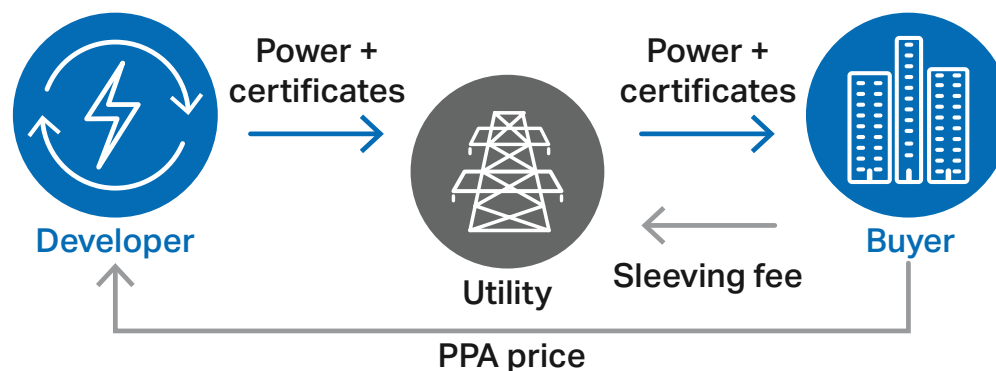 Power +
certificates
Power +
certificates
Developer
Buyer
Sleeving fee
Utility
PPA price